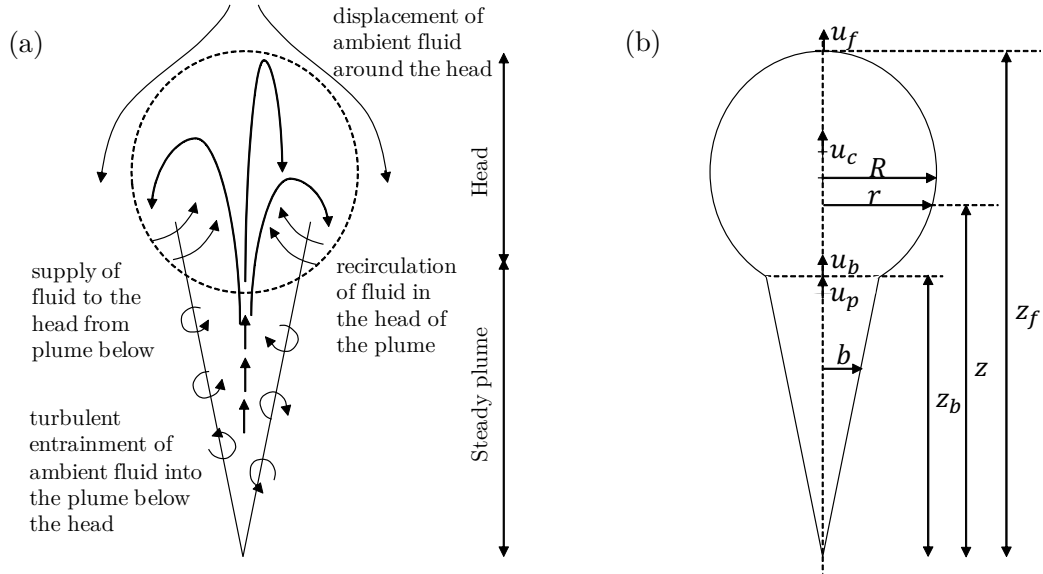 (a)
displacement of
ambient fluid
around the head
Head
supply of
fluid to the
head from
plume below
recirculation
of fluid in
the head of
the plume
turbulent
entrainment of
ambient fluid into
the plume below
the head
Steady plume
(b)
u_f
u_c
R
r
u_b
u_p
b
z_b
z
z_f